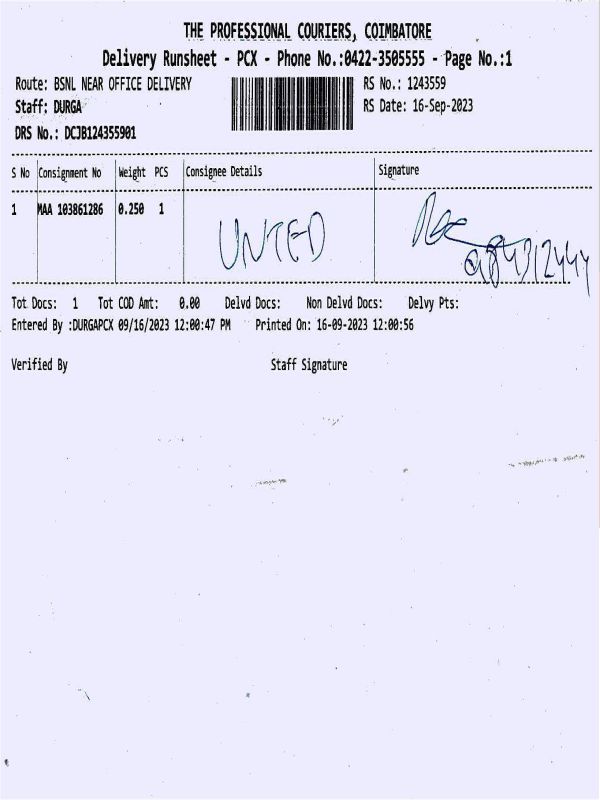 THE PROFESSIONAL COURIERS, COIMBATORE
Delivery Runsheet - PCX - Phone No.:0422-3505555 - Page No.:1
Route: BSNL NEAR OFFICE DELIVERY RS No.: 1243559
Staff: DURGA RS Date: 16-Sep-2023
DRS No.: DCJB124355901
S No Consignment No Weight PCS Consignee Details Signature
1 MAA 103861286 0.250 1 UNITED
Tot Docs: 1 Tot COD Amt: 0.00 Delvd Docs: Non Delvd Docs: Delvy Pts:
Entered By :DURGAPCX 09/16/2023 12:00:47 PM Printed On: 16-09-2023 12:00:56
Verified By Staff Signature